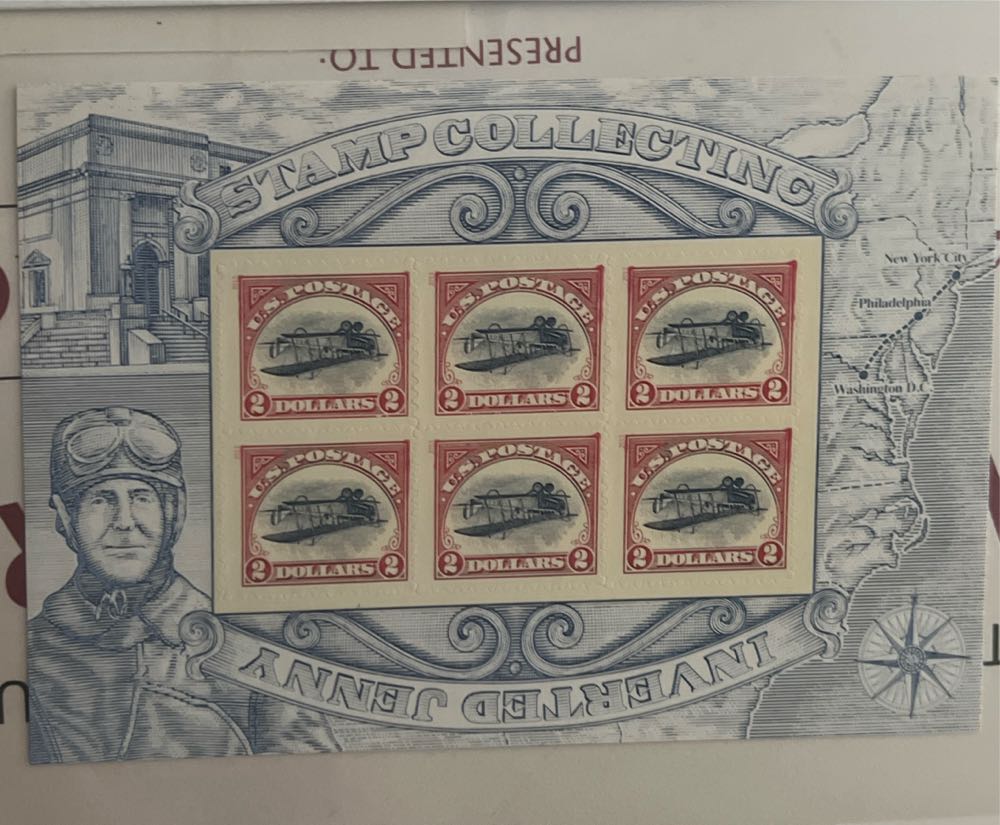 PRESENTED TO:
STAMP COLLECTING
New York City
Philadelphia
Washington D.C.
U.S. POSTAGE
2 DOLLARS 2
U.S. POSTAGE
2 DOLLARS 2
U.S. POSTAGE
2 DOLLARS 2
U.S. POSTAGE
2 DOLLARS 2
U.S. POSTAGE
2 DOLLARS 2
U.S. POSTAGE
2 DOLLARS 2
INVERTED JENNY